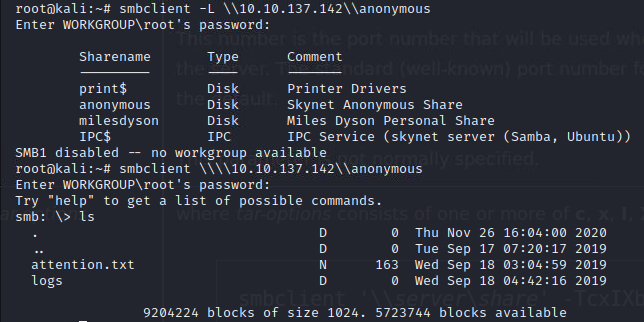 root@kali:~# smbclient -L \\10.10.137.142\\anonymous
Enter WORKGROUP\root's password:
Sharename Type Comment
--------- ---- -------
print$ Disk Printer Drivers
anonymous Disk Skynet Anonymous Share
milesdyson Disk Miles Dyson Personal Share
IPC$ IPC IPC Service (skynet server (Samba, Ubuntu))
SMB1 disabled -- no workgroup available
root@kali:~# smbclient \\\\10.10.137.142\\anonymous
Enter WORKGROUP\root's password:
Try "help" to get a list of possible commands.
smb: \> ls
. D 0 Thu Nov 26 16:04:00 2020
.. D 0 Tue Sep 17 07:20:17 2019
attention.txt N 163 Wed Sep 18 03:04:59 2019
logs D 0 Wed Sep 18 04:42:16 2019
9204224 blocks of size 1024. 5723744 blocks available
This number is the port number that will be used whe
the server. The standard (well-known) port number f
the default.
not normally specified.
where tar-options consists of one or more of c, x, I,
smbclient '\\server\share' -TcxIXb